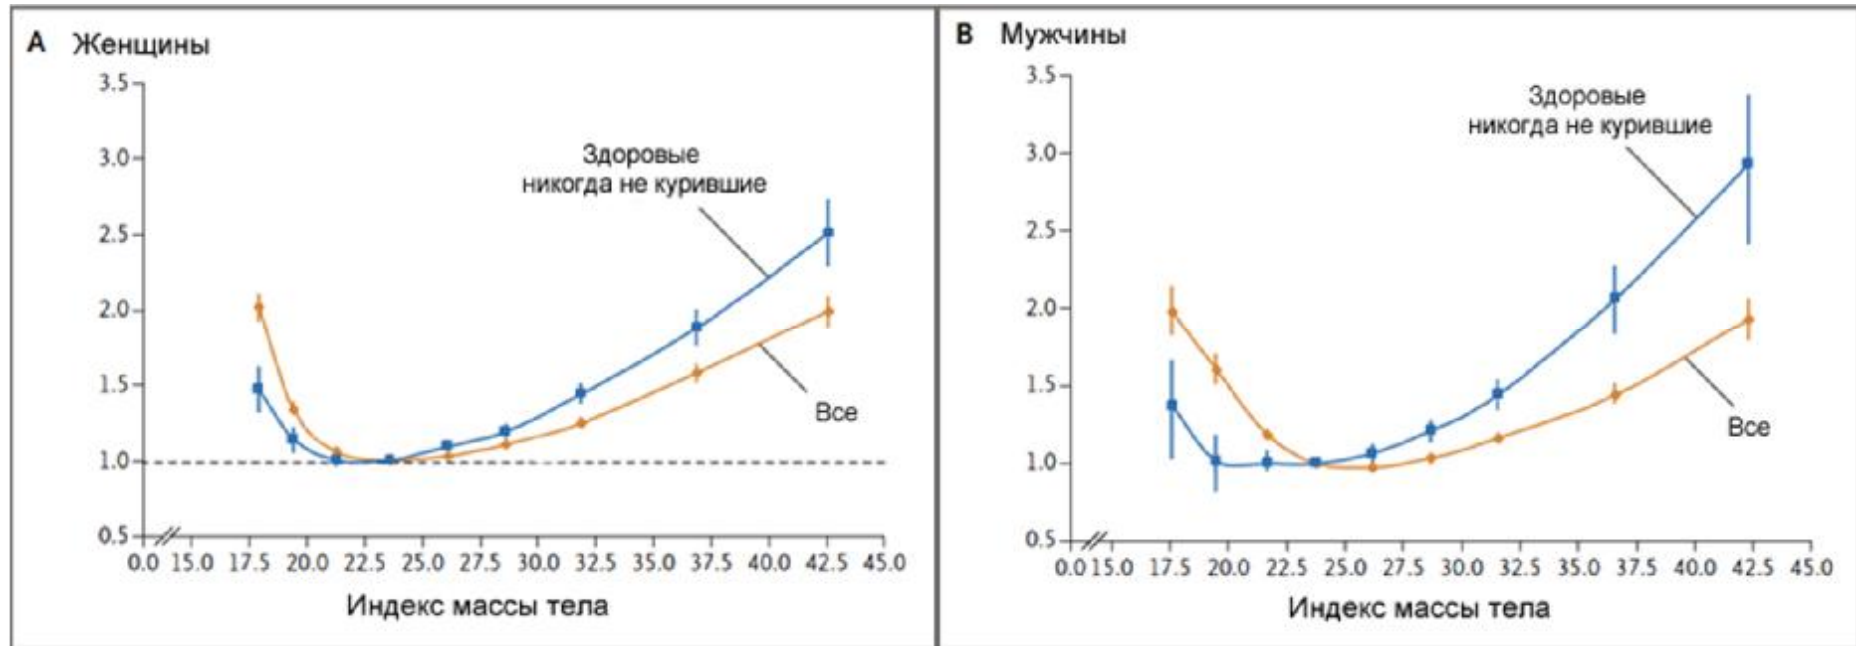 A Женщины
3.5
3.0
2.5
2.0
1.5
1.0
0.5
Здоровые
никогда не курившие
Все
0.0 15.0 17.5 20.0 22.5 25.0 27.5 30.0 32.5 35.0 37.5 40.0 42.5 45.0
Индекс массы тела
B Мужчины
3.5
3.0
2.5
2.0
1.5
1.0
0.5
Здоровые
никогда не курившие
Все
0.0 15.0 17.5 20.0 22.5 25.0 27.5 30.0 32.5 35.0 37.5 40.0 42.5 45.0
Индекс массы тела